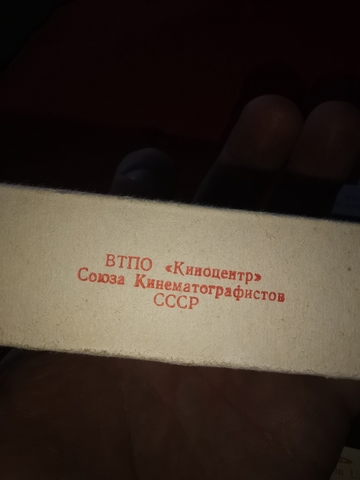 ВТПО «Киноцентр»
Союза Кинематографистов
СССР